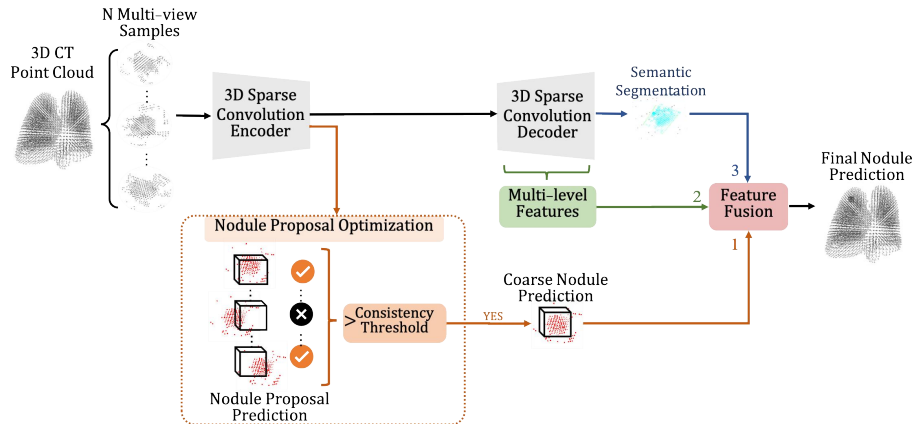 N Multi-view
Samples
3D CT
Point Cloud
3D Sparse
Convolution
Encoder
3D Sparse
Convolution
Decoder
Semantic
Segmentation
3
Multi-level
Features
2
Feature
Fusion
Final Nodule
Prediction
1
Nodule Proposal Optimization
>Consistency
Threshold
YES
Coarse Nodule
Prediction
Nodule Proposal
Prediction